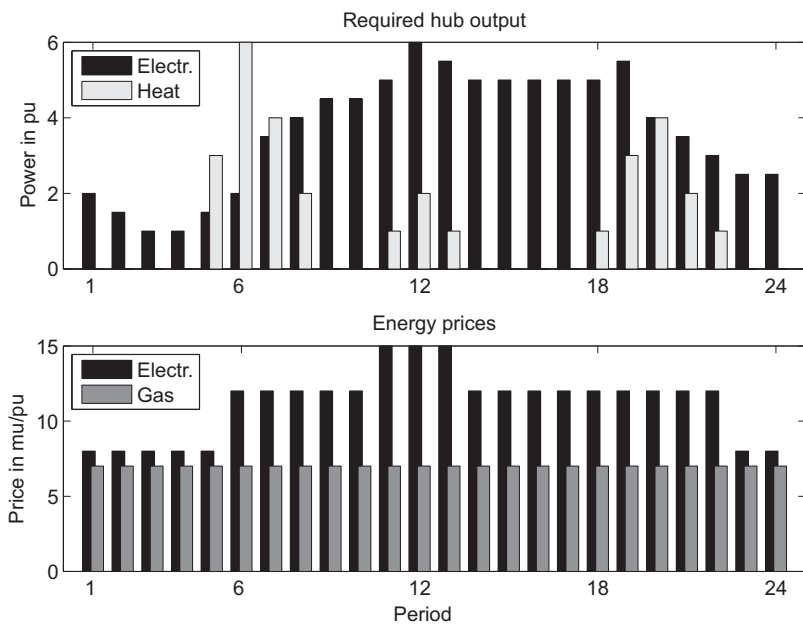 Required hub output
Power in pu
6
4
2
0
Electr.
Heat
1 6 12 18 24
Energy prices
Price in mu/pu
15
10
5
0
Electr.
Gas
1 6 12 18 24
Period